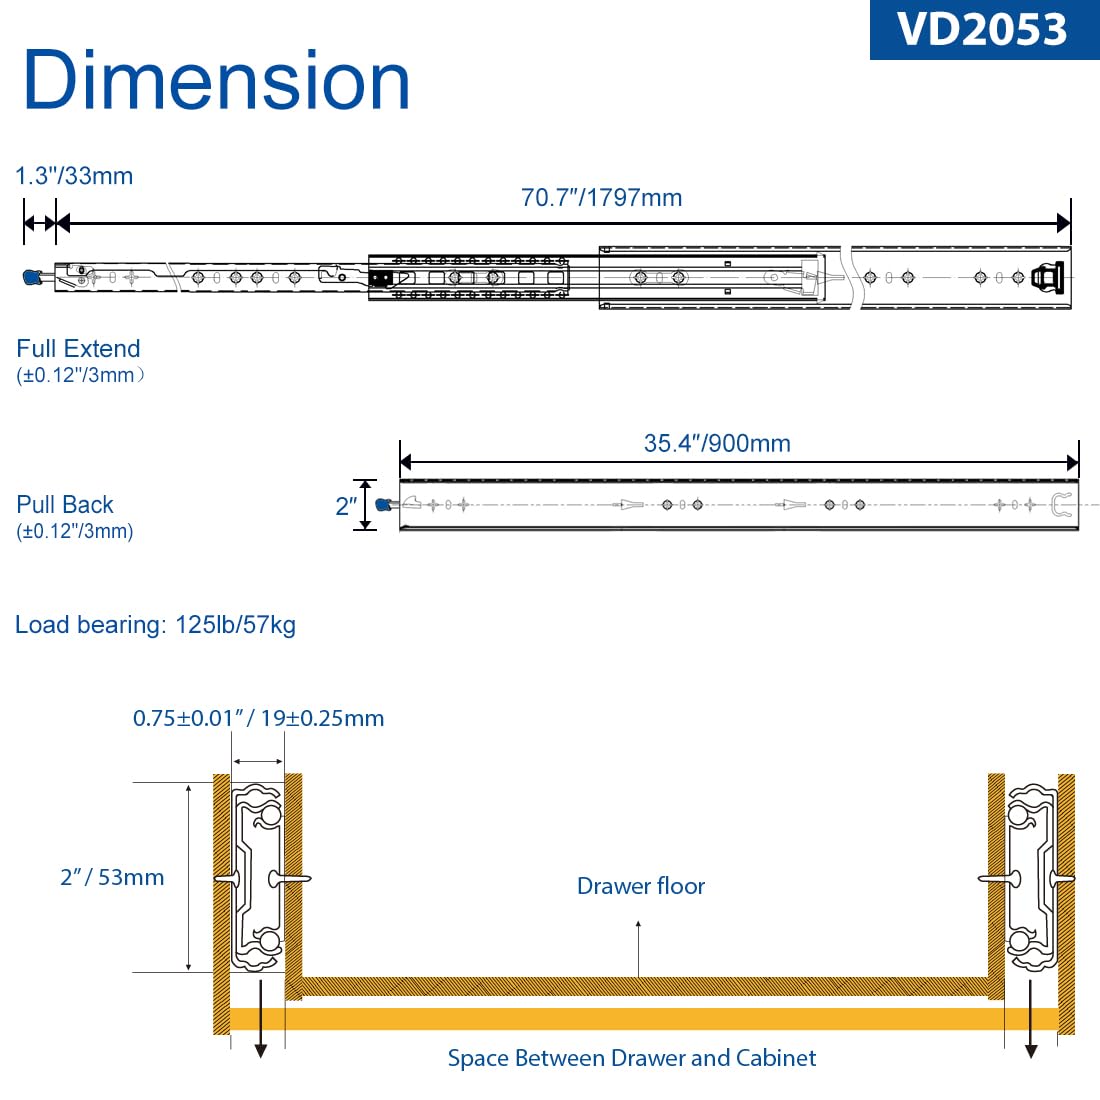 VD2053
Dimension
1.3"/33mm
70.7"/1797mm
Full Extend
(±0.12"/3mm）
35.4"/900mm
Pull Back
(±0.12"/3mm)
2"
Load bearing: 125lb/57kg
0.75±0.01" / 19±0.25mm
2" / 53mm
Drawer floor
Space Between Drawer and Cabinet